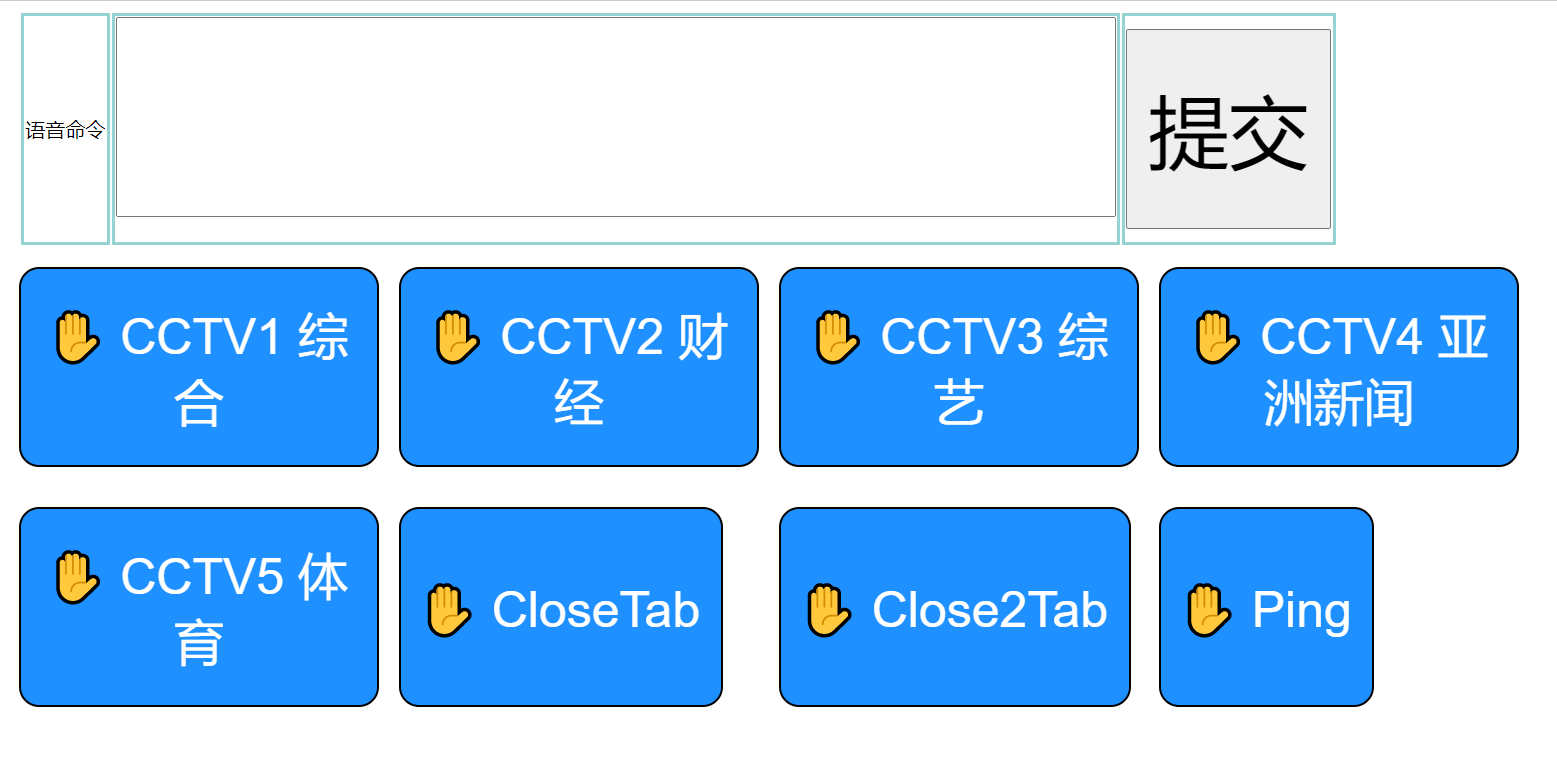 语音命令
提交
✋ CCTV1 综
合
✋ CCTV2 财
经
✋ CCTV3 综
艺
✋ CCTV4 亚
洲新闻
✋ CCTV5 体
育
✋ CloseTab
✋ Close2Tab
✋ Ping